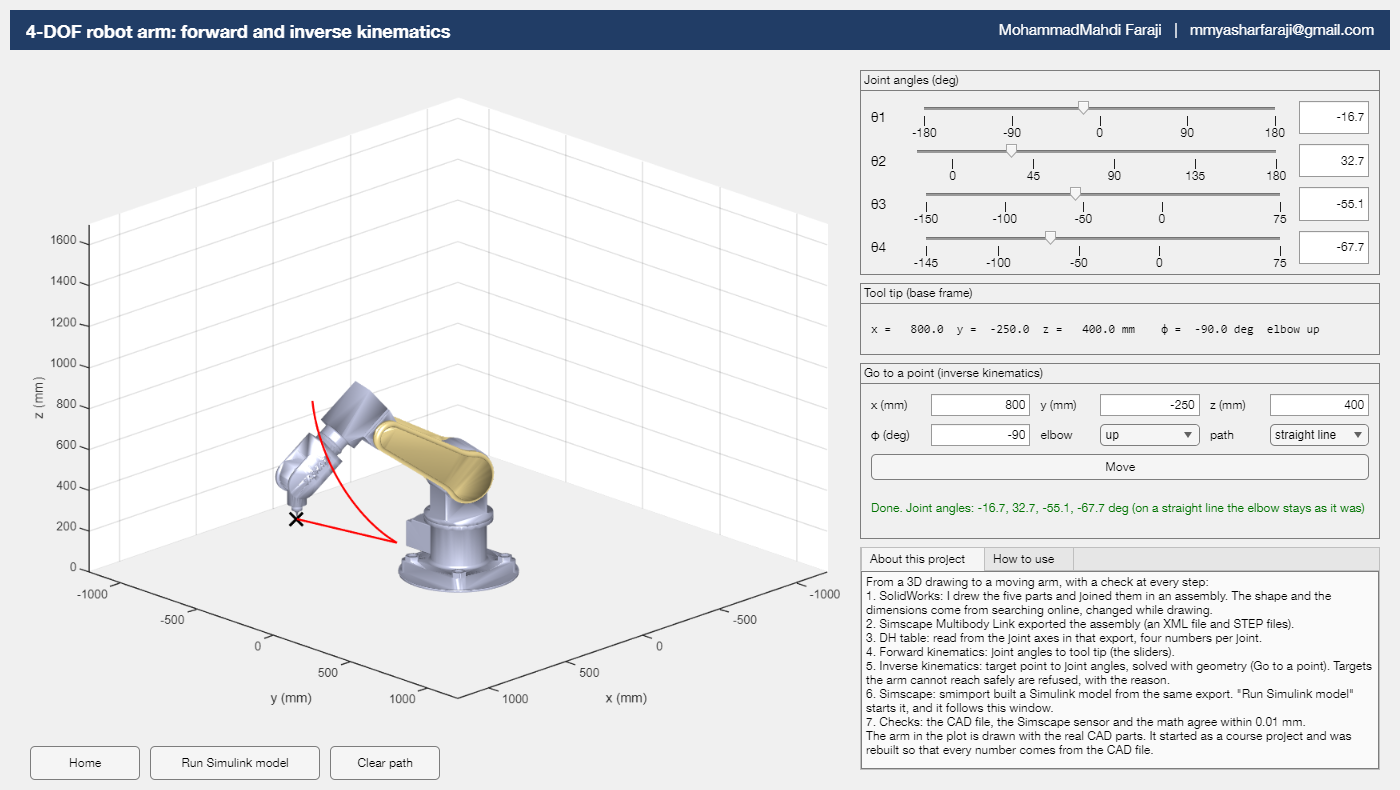 4-DOF robot arm: forward and inverse kinematics
MohammadMahdi Faraji | mmyasharfaraji@gmail.com
1600
1400
1200
1000
800
600
400
200
0
z (mm)
-1000
-500
0
500
1000
y (mm)
-1000
-500
0
500
1000
x (mm)
Home
Run Simulink model
Clear path
Joint angles (deg)
θ1
-180 -90 0 90 180
-16.7
θ2
0 45 90 135 180
32.7
θ3
-150 -100 -50 0 75
-55.1
θ4
-145 -100 -50 0 75
-67.7
Tool tip (base frame)
x = 800.0 y = -250.0 z = 400.0 mm ϕ = -90.0 deg elbow up
Go to a point (inverse kinematics)
x (mm) 800 y (mm) -250 z (mm) 400
ϕ (deg) -90 elbow up path straight line
Move
Done. Joint angles: -16.7, 32.7, -55.1, -67.7 deg (on a straight line the elbow stays as it was)
About this project How to use
From a 3D drawing to a moving arm, with a check at every step:
1. SolidWorks: I drew the five parts and joined them in an assembly. The shape and the
dimensions come from searching online, changed while drawing.
2. Simscape Multibody Link exported the assembly (an XML file and STEP files).
3. DH table: read from the joint axes in that export, four numbers per joint.
4. Forward kinematics: joint angles to tool tip (the sliders).
5. Inverse kinematics: target point to joint angles, solved with geometry (Go to a point). Targets
the arm cannot reach safely are refused, with the reason.
6. Simscape: smimport built a Simulink model from the same export. "Run Simulink model"
starts it, and it follows this window.
7. Checks: the CAD file, the Simscape sensor and the math agree within 0.01 mm.
The arm in the plot is drawn with the real CAD parts. It started as a course project and was
rebuilt so that every number comes from the CAD file.